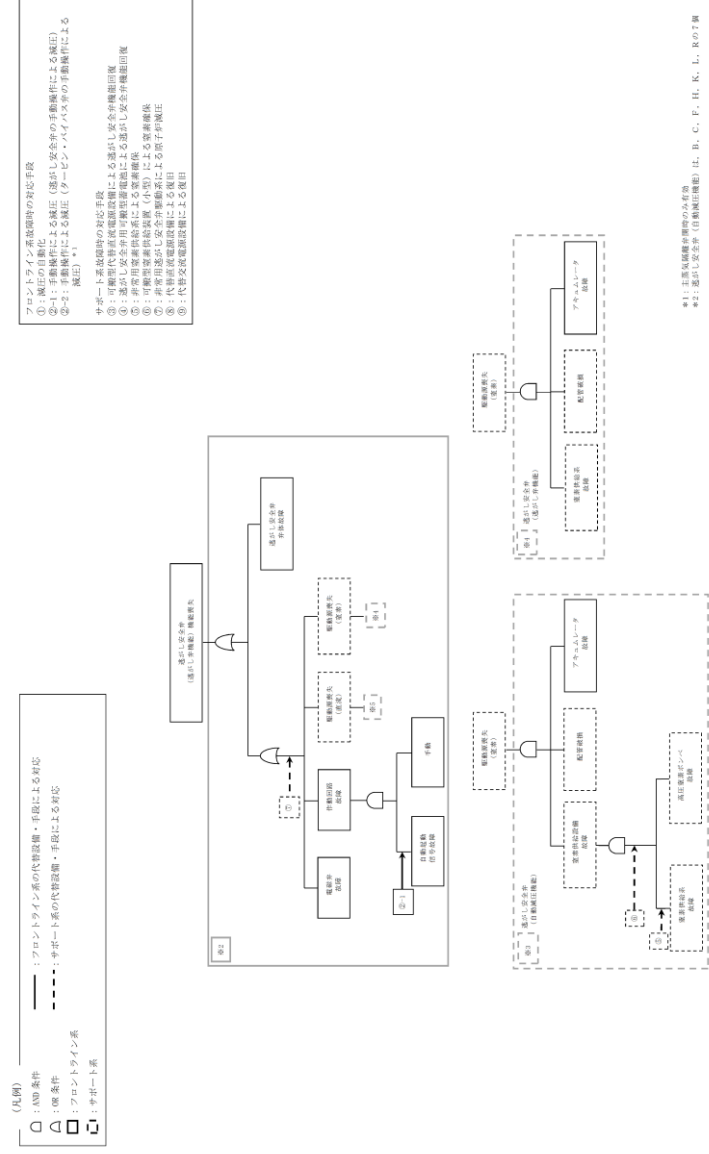 （凡例）
：AND 条件
：OR 条件
：フロントライン系
：サポート系
：フロントライン系の代替設備・手段による対応
：サポート系の代替設備・手段による対応
フロントライン系故障時の対応手段
①：減圧の自動化
②-1：手動操作による減圧（逃がし安全弁の手動操作による減圧）
②-2：手動操作による減圧（タービン・バイパス弁の手動操作による
減圧）*1
サポート系故障時の対応手段
③：可搬型代替直流電源設備による逃がし安全弁機能回復
④：逃がし安全弁用可搬型蓄電池による逃がし安全弁機能回復
⑤：非常用窒素供給系による窒素確保
⑥：可搬型窒素供給装置（小型）による窒素確保
⑦：非常用逃がし安全弁駆動系による原子炉減圧
⑧：代替直流電源設備による復旧
⑨：代替交流電源設備による復旧
逃がし安全弁
（逃がし弁機能）機能喪失
※2
逃がし安全弁
弁体故障
⑦
電磁弁
故障
作動回路
故障
駆動源喪失
（直流）
駆動源喪失
（窒素）
※5
※4
②-1
自動起動
信号故障
手動
駆動源喪失
（窒素）
※3
逃がし安全弁
（自動減圧機能）
窒素供給設備
故障
配管破損
アキュムレータ
故障
⑥
⑤
窒素供給系
故障
高圧窒素ボンベ
故障
駆動源喪失
（窒素）
※4
逃がし安全弁
（逃がし弁機能）
窒素供給系
故障
配管破損
アキュムレータ
故障
*1：主蒸気隔離弁開時のみ有効
*2：逃がし安全弁（自動減圧機能）は，B，C，F，H，K，L，Rの7個